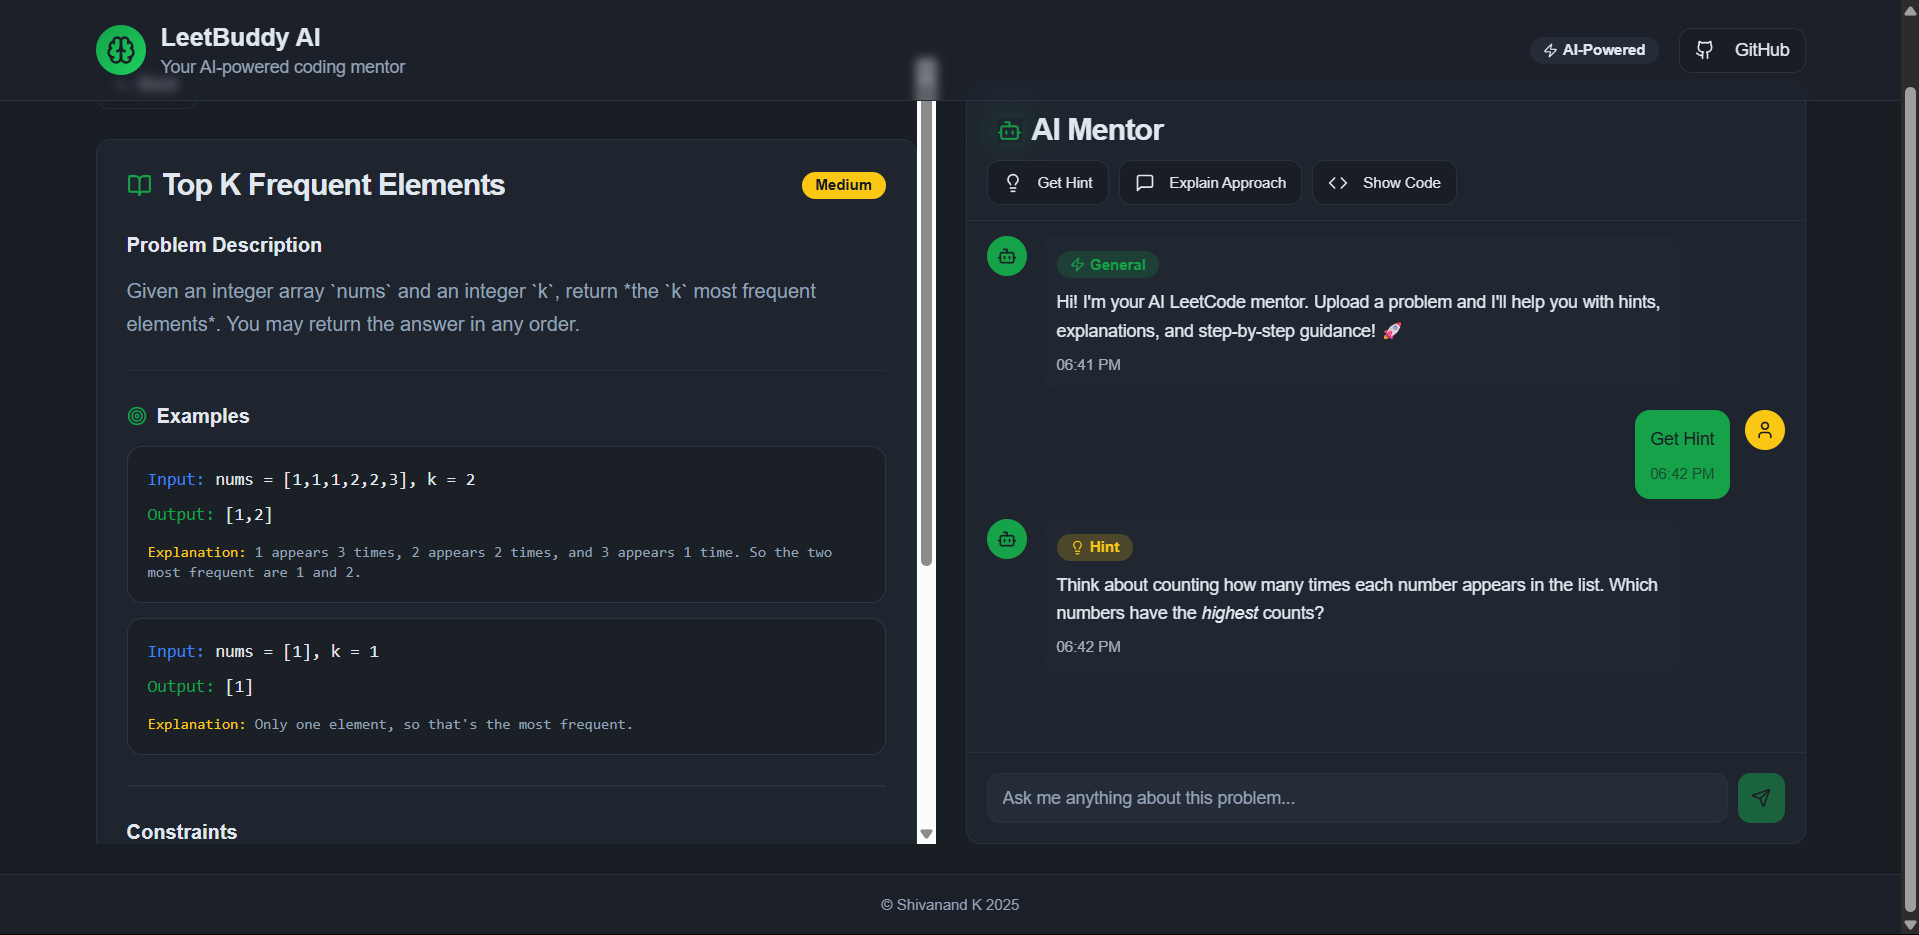 LeetBuddy AI
Your AI-powered coding mentor
AI-Powered
GitHub
Top K Frequent Elements
Medium
Problem Description
Given an integer array `nums` and an integer `k`, return *the `k` most frequent
elements*. You may return the answer in any order.
Examples
Input: nums = [1,1,1,2,2,3], k = 2
Output: [1,2]
Explanation: 1 appears 3 times, 2 appears 2 times, and 3 appears 1 time. So the two
most frequent are 1 and 2.
Input: nums = [1], k = 1
Output: [1]
Explanation: Only one element, so that's the most frequent.
Constraints
AI Mentor
Get Hint
Explain Approach
Show Code
General
Hi! I'm your AI LeetCode mentor. Upload a problem and I'll help you with hints,
explanations, and step-by-step guidance! 🚀
06:41 PM
Get Hint
06:42 PM
Hint
Think about counting how many times each number appears in the list. Which
numbers have the highest counts?
06:42 PM
Ask me anything about this problem...
© Shivanand K 2025